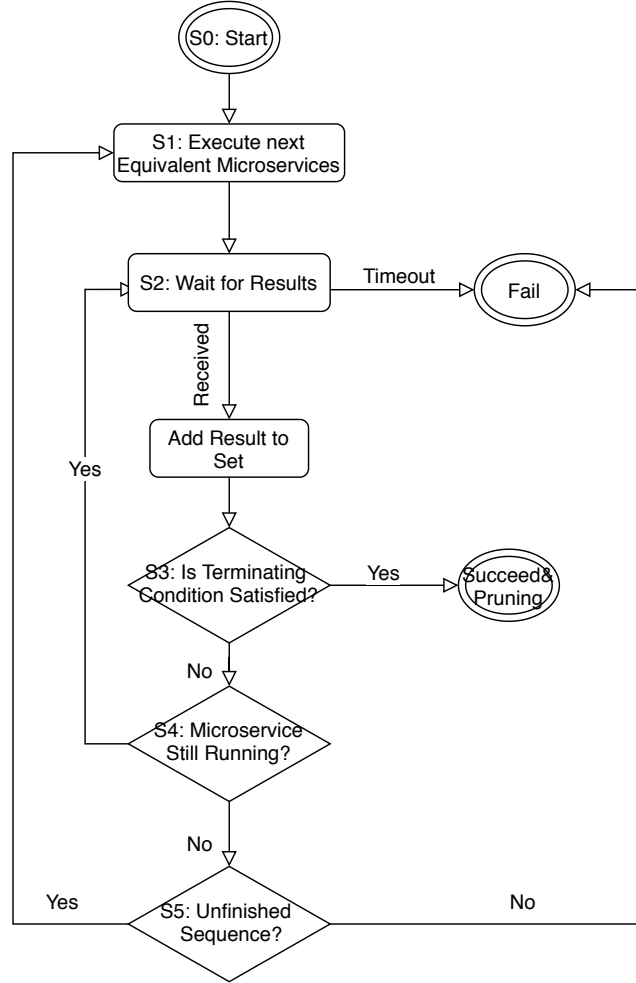 S0: Start
S1: Execute next
Equivalent Microservices
S2: Wait for Results
Timeout
Fail
Received
Add Result to
Set
Yes
S3: Is Terminating
Condition Satisfied?
Yes
Succeed&
Pruning
No
S4: Microservice
Still Running?
No
Yes
S5: Unfinished
Sequence?
No